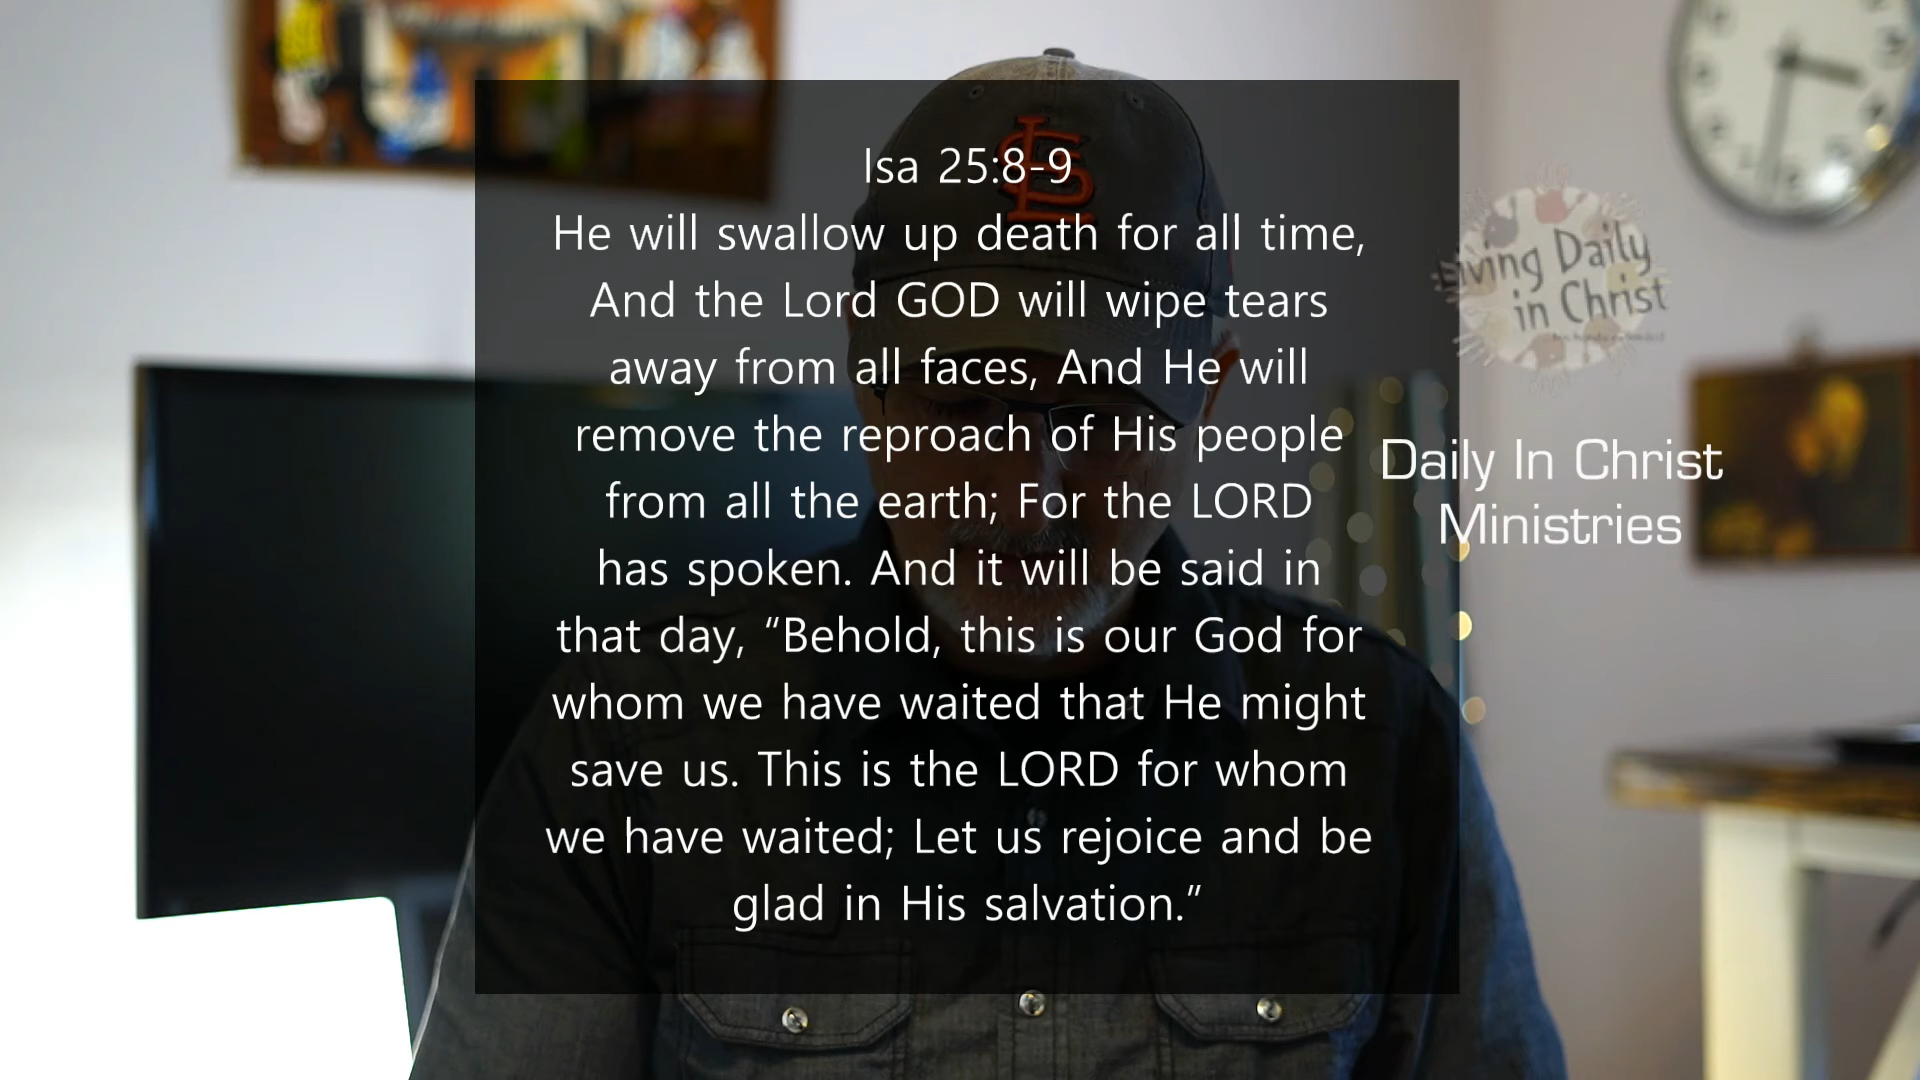 Isa 25:8-9
He will swallow up death for all time,
And the Lord GOD will wipe tears
away from all faces, And He will
remove the reproach of His people
from all the earth; For the LORD
has spoken. And it will be said in
that day, “Behold, this is our God for
whom we have waited that He might
save us. This is the LORD for whom
we have waited; Let us rejoice and be
glad in His salvation.”
Living Daily
in Christ
Daily In Christ
Ministries